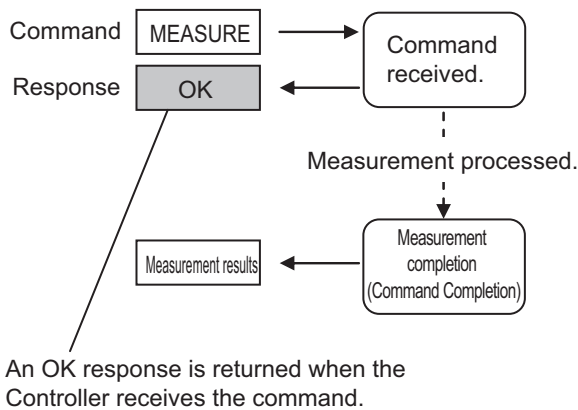 Command
MEASURE
Command
received.
Response
OK
Measurement processed.
Measurement results
Measurement
completion
(Command Completion)
An OK response is returned when the
Controller receives the command.